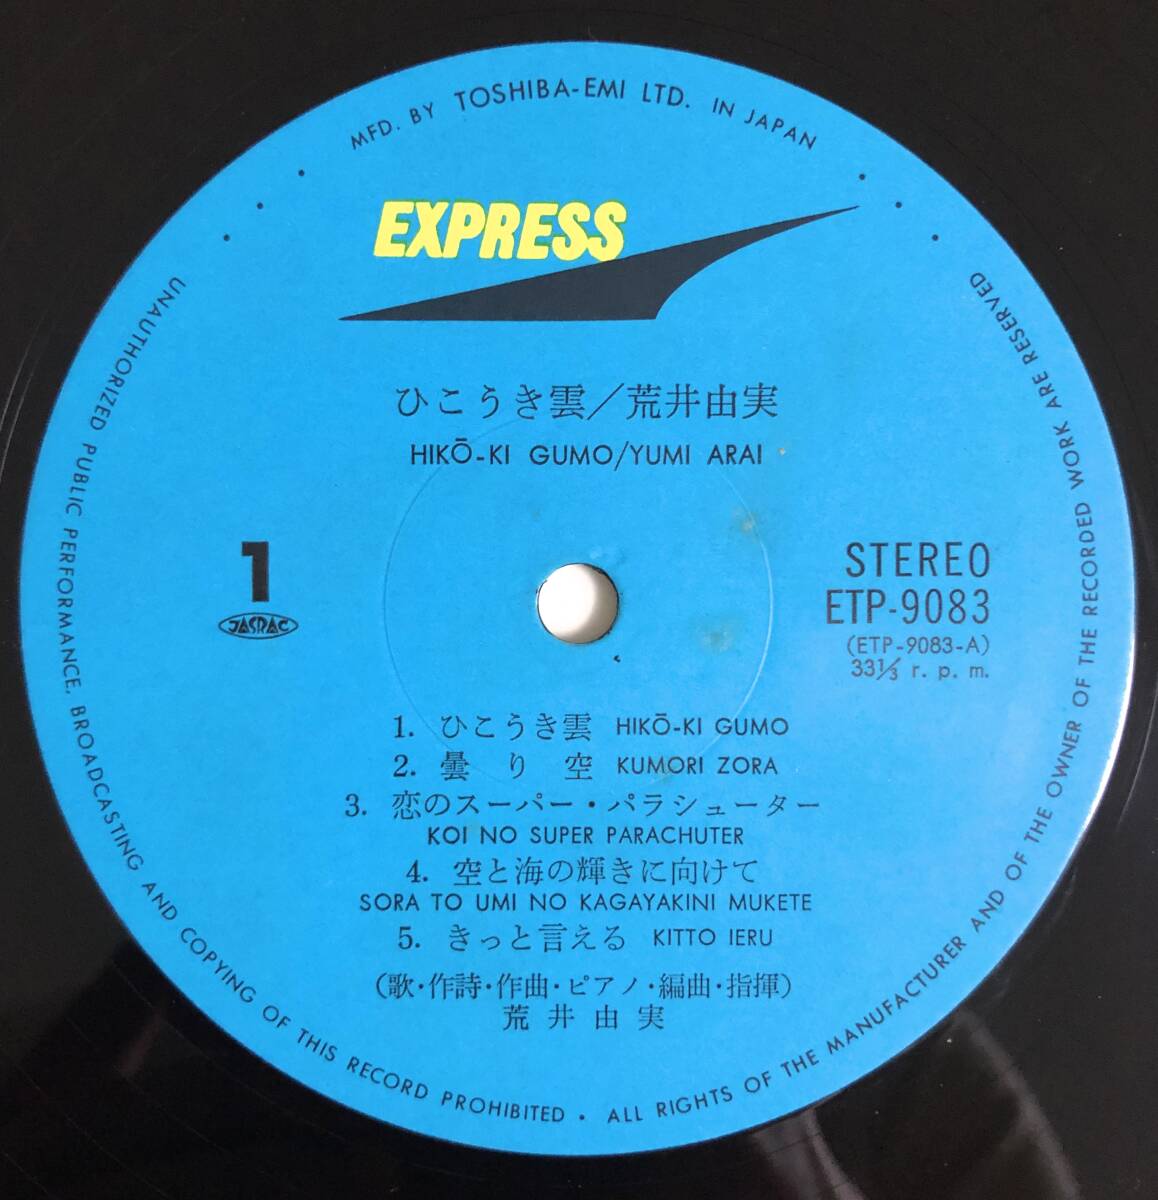 MFD. BY TOSHIBA-EMI LTD. IN JAPAN
EXPRESS
ひこうき雲／荒井由実
HIKŌ-KI GUMO/YUMI ARAI
1
JASRAC
STEREO
ETP-9083
(ETP-9083-A)
33⅓ r. p. m.
1. ひこうき雲 HIKŌ-KI GUMO
2. 曇り空 KUMORI ZORA
3. 恋のスーパー・パラシューター
KOI NO SUPER PARACHUTER
4. 空と海の輝きに向けて
SORA TO UMI NO KAGAYAKINI MUKETE
5. きっと言える KITTO IERU
(歌・作詩・作曲・ピアノ・編曲・指揮)
荒井由実
UNAUTHORIZED PUBLIC PERFORMANCE, BROADCASTING AND COPYING OF THIS RECORD PROHIBITED • ALL RIGHTS OF THE MANUFACTURER AND OF THE OWNER OF THE RECORDED WORK ARE RESERVED